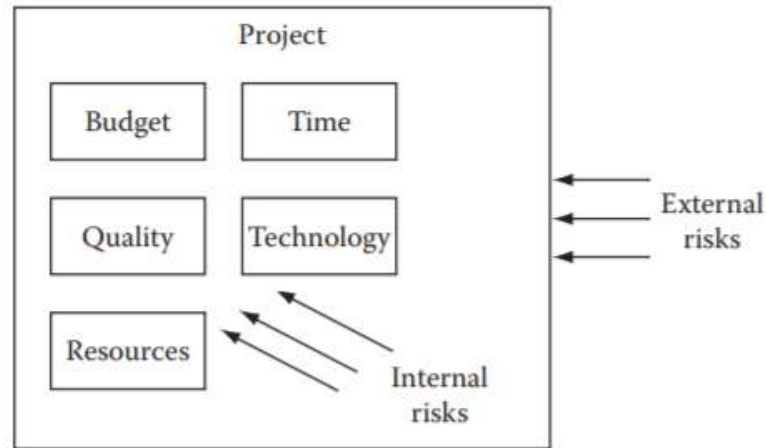 Project
Budget
Time
Quality
Technology
External
risks
Resources
Internal
risks